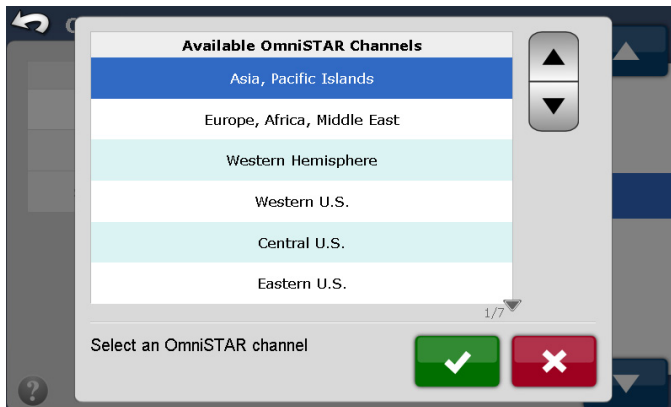 Available OmniSTAR Channels
Asia, Pacific Islands
Europe, Africa, Middle East
Western Hemisphere
Western U.S.
Central U.S.
Eastern U.S.
1/7
Select an OmniSTAR channel
?